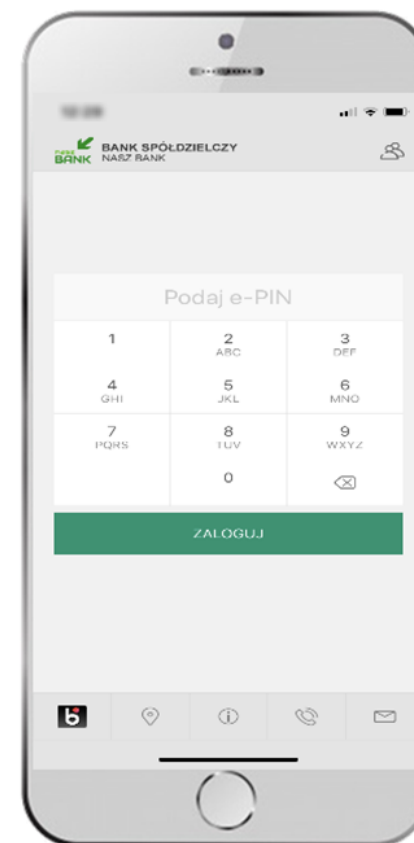 nasz BANK
BANK SPÓŁDZIELCZY
NASZ BANK
Podaj e-PIN
1
2
3
ABC
DEF
4
5
6
GHI
JKL
MNO
7
8
9
PQRS
TUV
WXYZ
0
ZALOGUJ
b